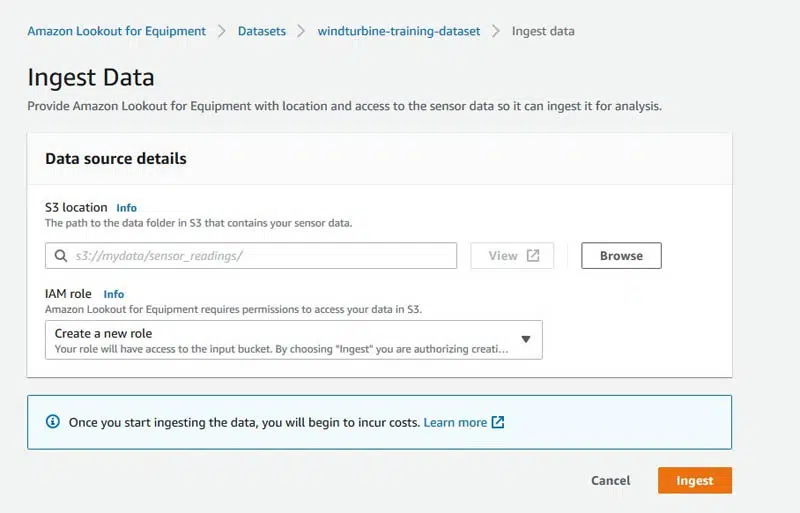 Amazon Lookout for Equipment > Datasets > windturbine-training-dataset > Ingest data
Ingest Data
Provide Amazon Lookout for Equipment with location and access to the sensor data so it can ingest it for analysis.
Data source details
S3 location Info
The path to the data folder in S3 that contains your sensor data.
s3://mydata/sensor_readings/ View Browse
IAM role Info
Amazon Lookout for Equipment requires permissions to access your data in S3.
Create a new role
Your role will have access to the input bucket. By choosing "Ingest" you are authorizing creati...
Once you start ingesting the data, you will begin to incur costs. Learn more
Cancel Ingest